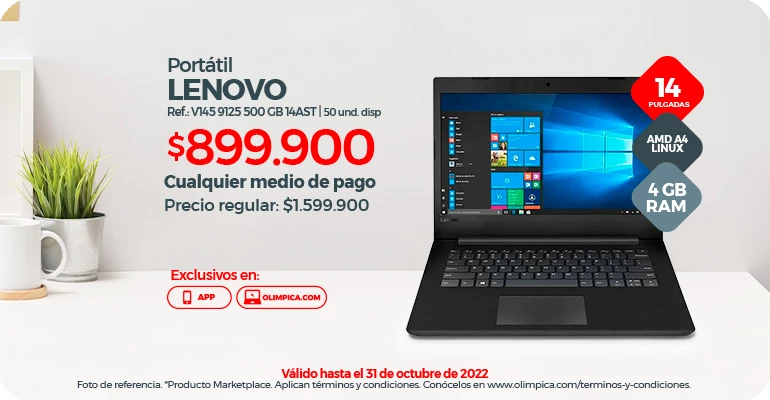 Portátil
LENOVO
Ref.: V145 9125 500 GB 14AST | 50 und. disp
$899.900
Cualquier medio de pago
Precio regular: $1.599.900
Exclusivos en:
APP
OLIMPICA.COM
14
PULGADAS
AMD A4
LINUX
4 GB
RAM
Lenovo
Válido hasta el 31 de octubre de 2022
Foto de referencia. *Producto Marketplace. Aplican términos y condiciones. Conócelos en www.olimpica.com/terminos-y-condiciones.